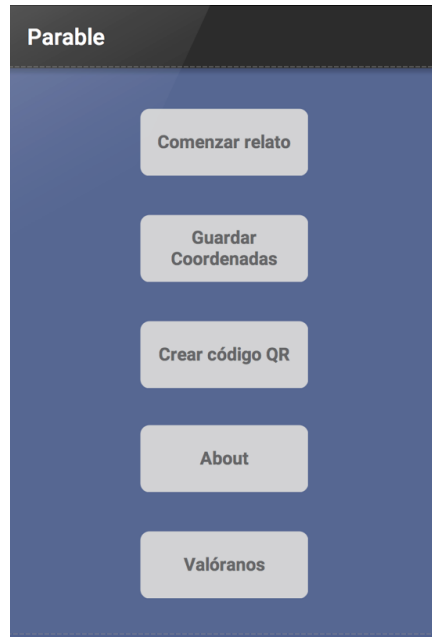 Parable
Comenzar relato
Guardar
Coordenadas
Crear código QR
About
Valóranos